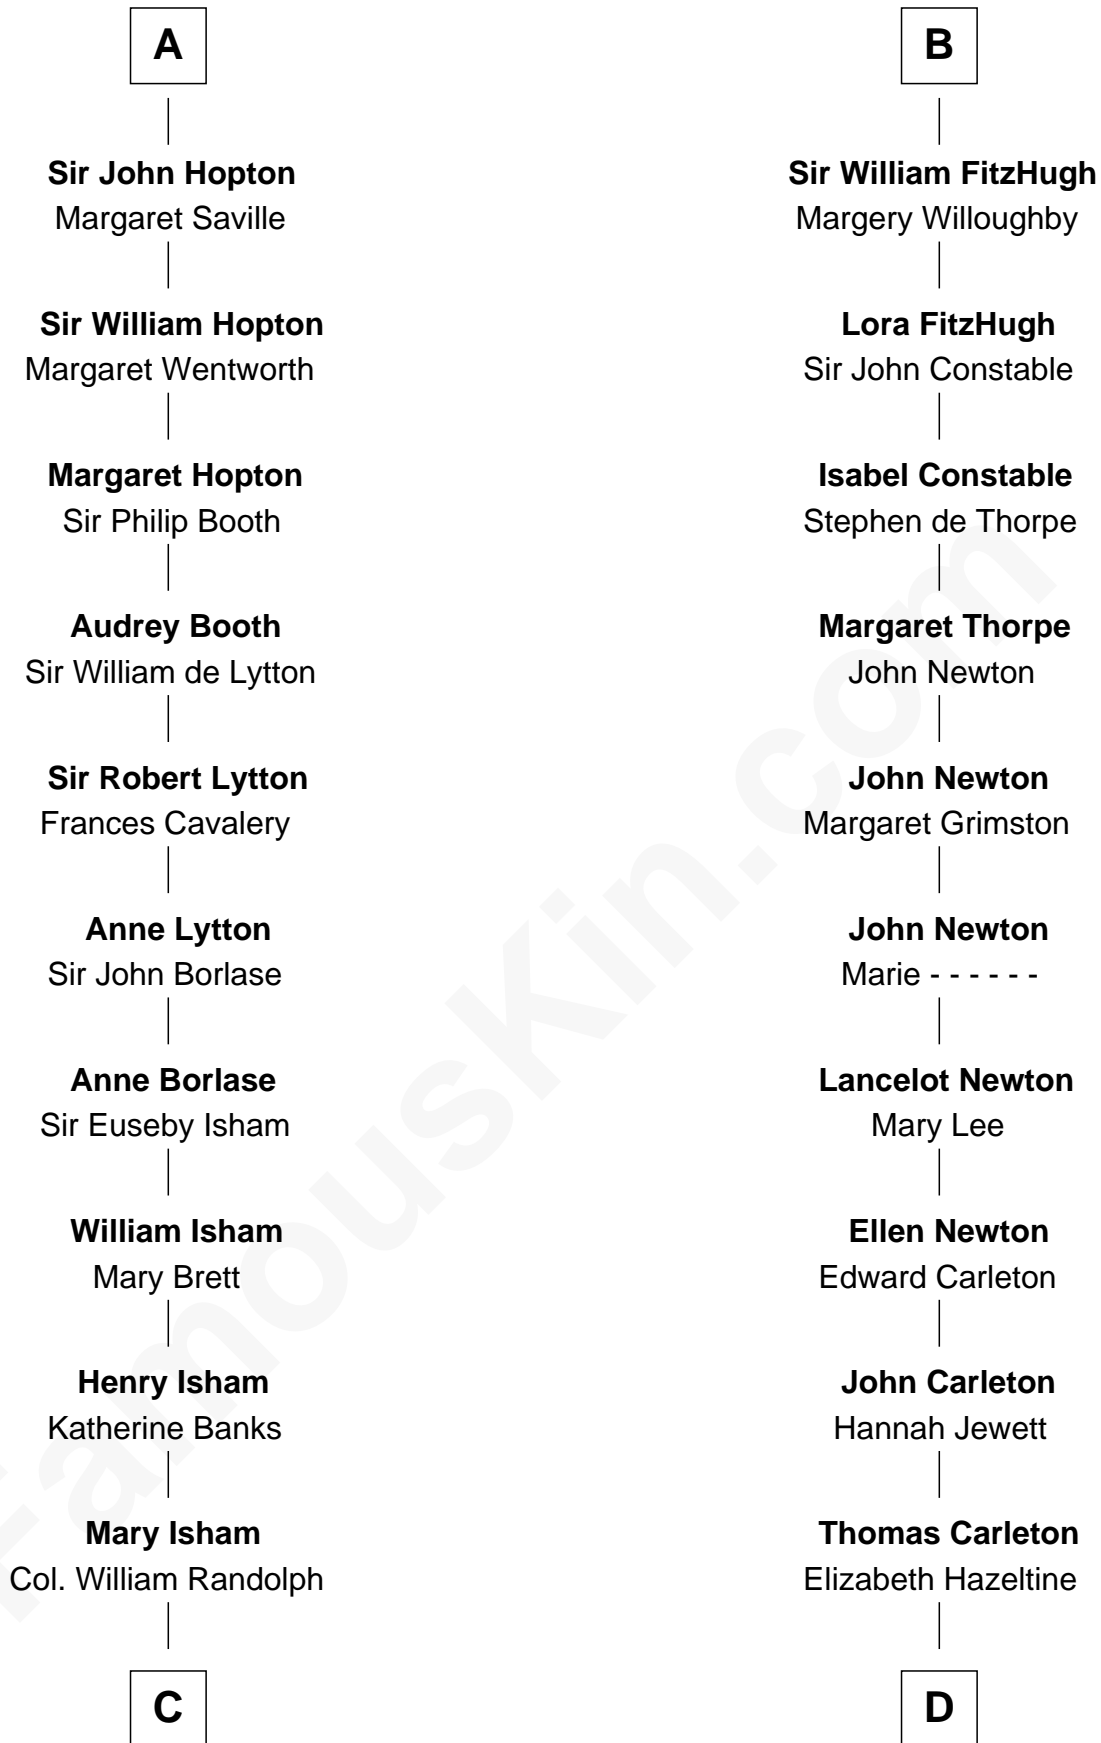 A
Sir John Hopton
Margaret Saville
Sir William Hopton
Margaret Wentworth
Margaret Hopton
Sir Philip Booth
Audrey Booth
Sir William de Lytton
Sir Robert Lytton
Frances Cavalery
Anne Lytton
Sir John Borlase
Anne Borlase
Sir Euseby Isham
William Isham
Mary Brett
Henry Isham
Katherine Banks
Mary Isham
Col. William Randolph
C
B
Sir William FitzHugh
Margery Willoughby
Lora FitzHugh
Sir John Constable
Isabel Constable
Stephen de Thorpe
Margaret Thorpe
John Newton
John Newton
Margaret Grimston
John Newton
Marie - - - - - -
Lancelot Newton
Mary Lee
Ellen Newton
Edward Carleton
John Carleton
Hannah Jewett
Thomas Carleton
Elizabeth Hazeltine
D
FamousKin.com